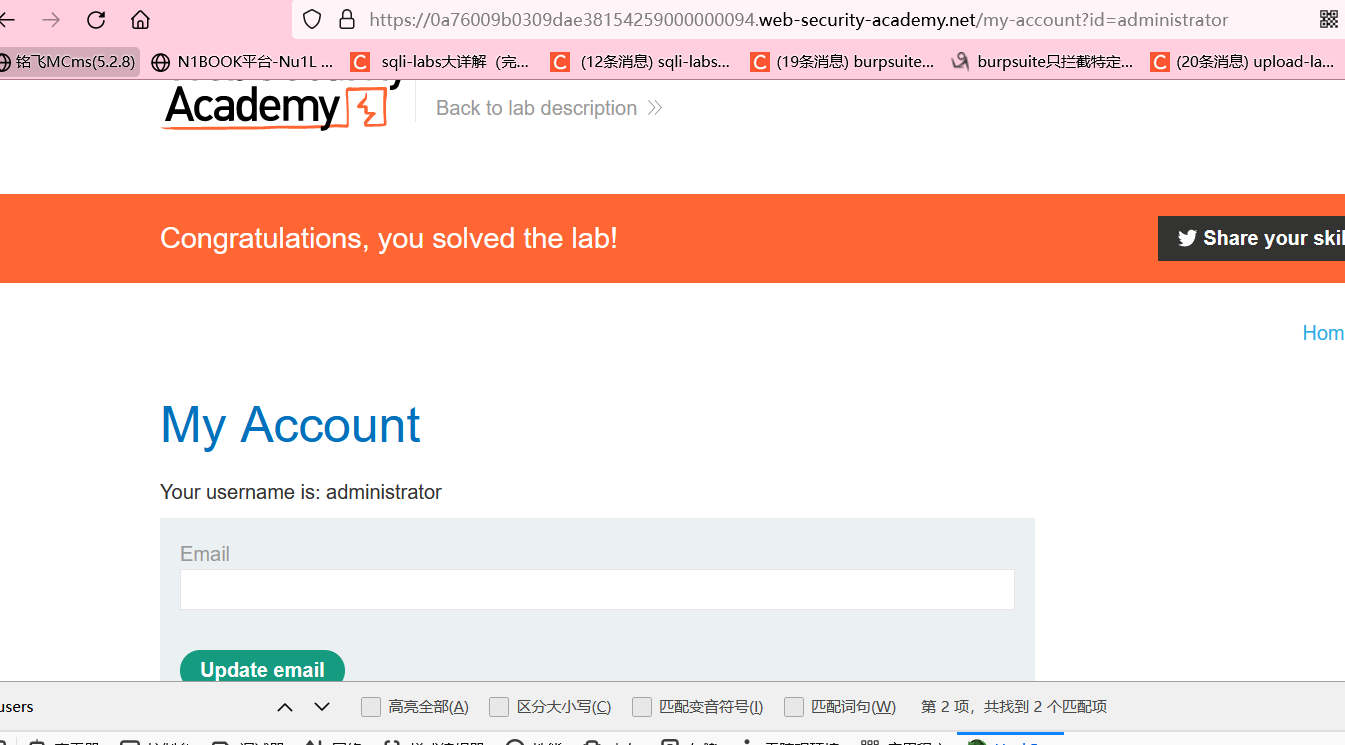 https://0a76009b0309dae38154259000000094.web-security-academy.net/my-account?id=administrator
铭飞MCms(5.2.8)
N1BOOK平台-Nu1L ...
sqli-labs大详解（完...
(12条消息) sqli-labs...
(19条消息) burpsuite...
burpsuite只拦截特定...
(20条消息) upload-la...
Academy
Back to lab description
Congratulations, you solved the lab!
Share your skil
Hom
My Account
Your username is: administrator
Email
Update email
users
高亮全部(A)
区分大小写(C)
匹配变音符号(I)
匹配词句(W)
第 2 项，共找到 2 个匹配项